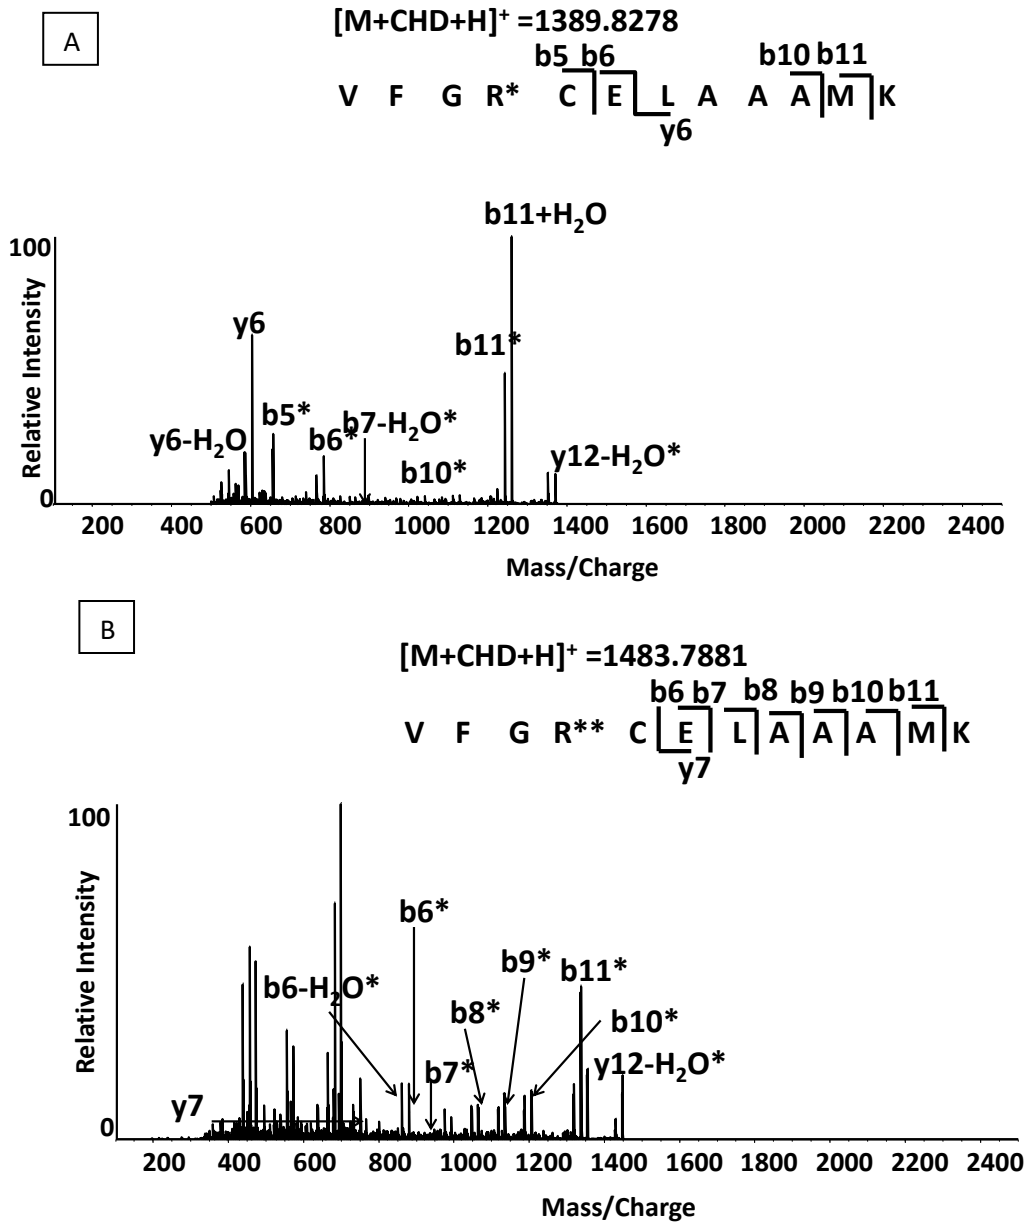 A
[M+CHD+H]⁺ =1389.8278
b5 b6 b10 b11
V F G R* C E L A A A M K
y6
b11+H₂O
100
y6
b11*
b5*
b7-H₂O*
y6-H₂O
b6*
b10*
y12-H₂O*
Relative Intensity
0
200 400 600 800 1000 1200 1400 1600 1800 2000 2200 2400
Mass/Charge
B
[M+CHD+H]⁺ =1483.7881
b6 b7 b8 b9 b10 b11
V F G R** C E L A A A M K
y7
100
b6*
b9*
b11*
b6-H₂O*
b8*
b10*
b7*
y12-H₂O*
y7
Relative Intensity
0
200 400 600 800 1000 1200 1400 1600 1800 2000 2200 2400
Mass/Charge